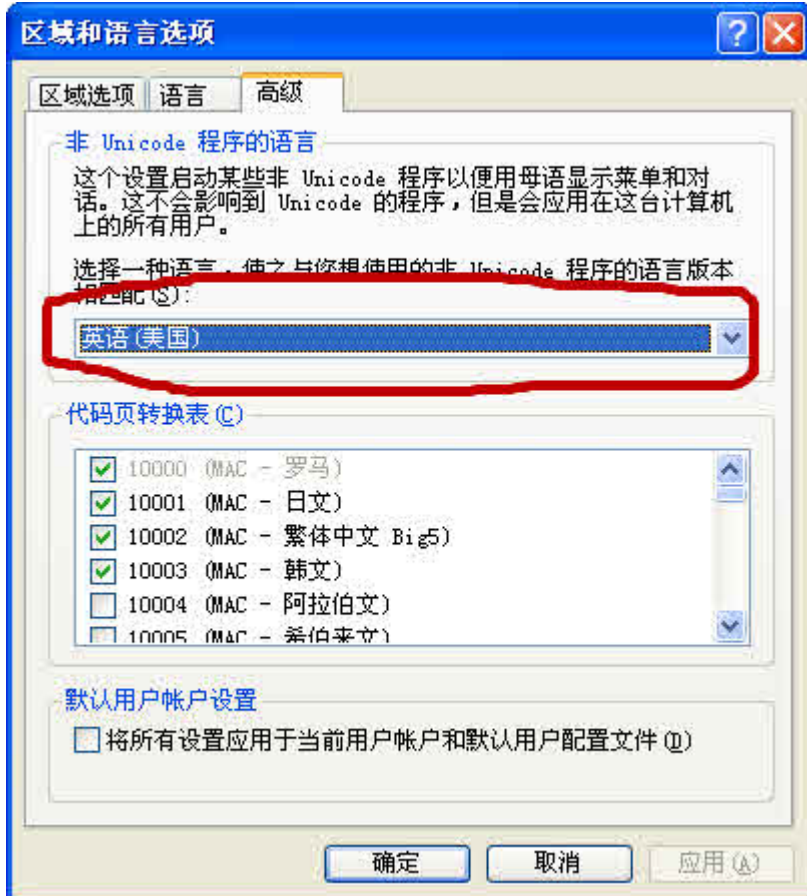 区域和语言选项
区域选项 语言 高级
非 Unicode 程序的语言
这个设置启动某些非 Unicode 程序以便用母语显示菜单和对
话。这不会影响到 Unicode 的程序，但是会应用在这台计算机
上的所有用户。
选择一种语言，使之与您想使用的非 Unicode 程序的语言版本
相匹配(S):
英语(美国)
代码页转换表(C)
10000 (MAC - 罗马)
10001 (MAC - 日文)
10002 (MAC - 繁体中文 Big5)
10003 (MAC - 韩文)
10004 (MAC - 阿拉伯文)
10005 (MAC - 希伯来文)
默认用户帐户设置
将所有设置应用于当前用户帐户和默认用户配置文件(D)
确定 取消 应用(A)